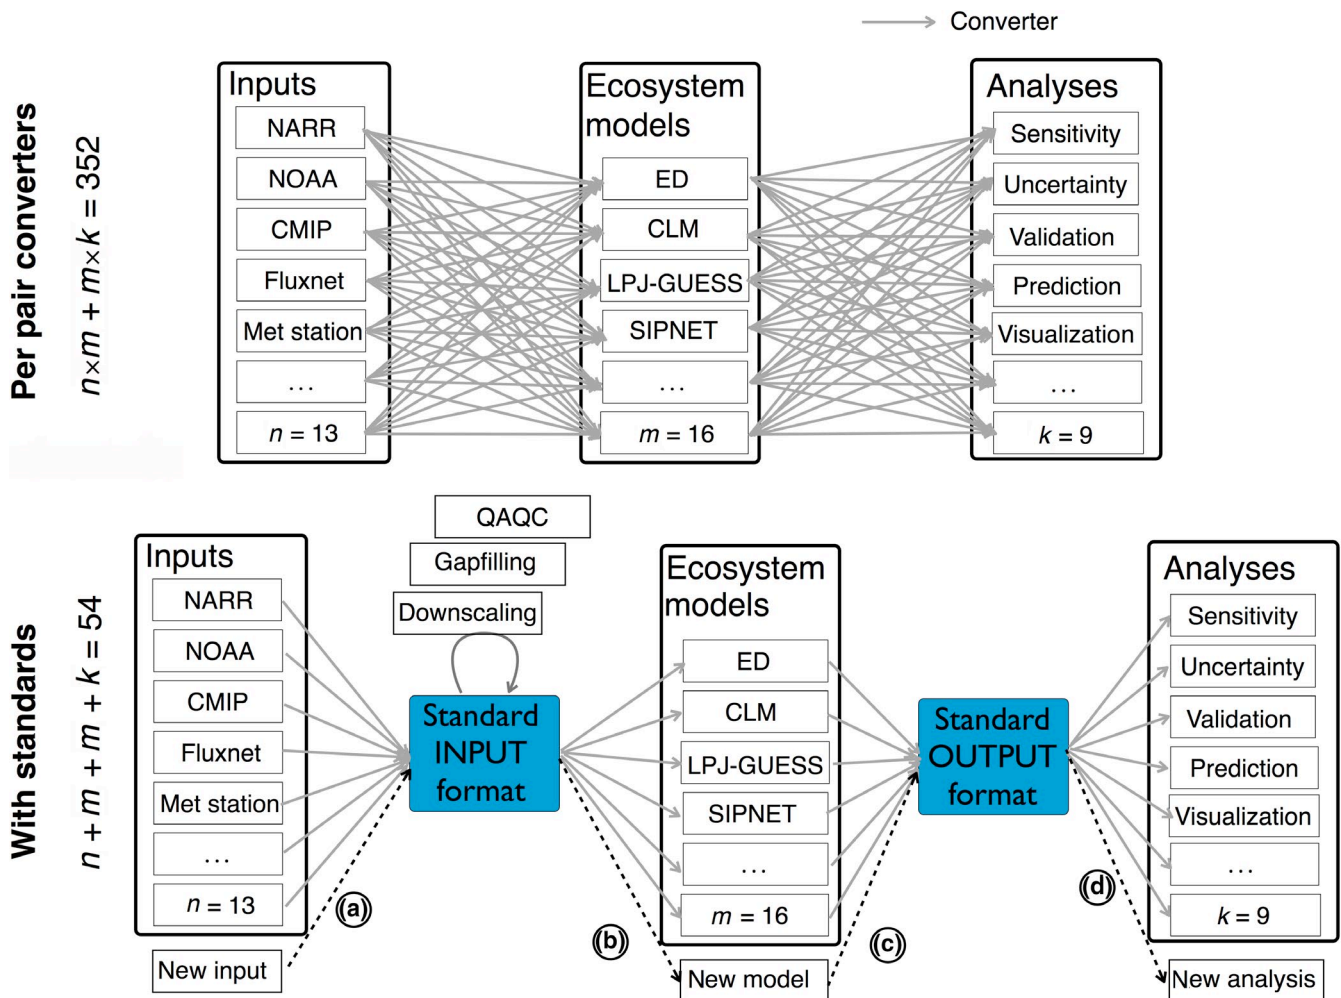 Converter
Per pair converters
n×m + m×k = 352
Inputs
NARR
NOAA
CMIP
Fluxnet
Met station
...
n = 13
Ecosystem
models
ED
CLM
LPJ-GUESS
SIPNET
...
m = 16
Analyses
Sensitivity
Uncertainty
Validation
Prediction
Visualization
...
k = 9
With standards
n + m + m + k = 54
Inputs
NARR
NOAA
CMIP
Fluxnet
Met station
...
n = 13
New input
(a)
QAQC
Gapfilling
Downscaling
Standard
INPUT
format
(b)
Ecosystem
models
ED
CLM
LPJ-GUESS
SIPNET
...
m = 16
New model
(c)
Standard
OUTPUT
format
(d)
Analyses
Sensitivity
Uncertainty
Validation
Prediction
Visualization
...
k = 9
New analysis